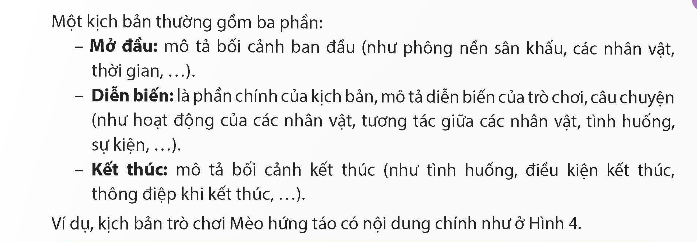 Một kịch bản thường gồm ba phần:
– Mở đầu: mô tả bối cảnh ban đầu (như phông nền sân khấu, các nhân vật,
thời gian, …).
– Diễn biến: là phần chính của kịch bản, mô tả diễn biến của trò chơi, câu chuyện
(như hoạt động của các nhân vật, tương tác giữa các nhân vật, tình huống,
sự kiện, …).
– Kết thúc: mô tả bối cảnh kết thúc (như tình huống, điều kiện kết thúc,
thông điệp khi kết thúc, …).
Ví dụ, kịch bản trò chơi Mèo hứng táo có nội dung chính như ở Hình 4.